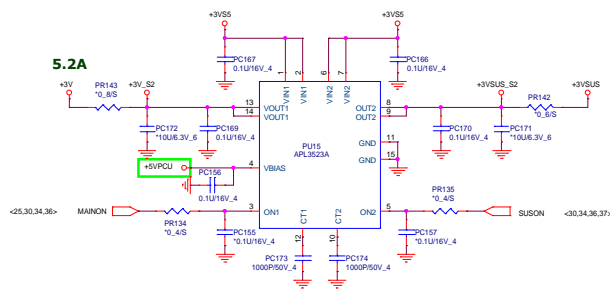 +3VS5
+3VS5
5.2A
PC167
0.1U/16V_4
PC166
0.1U/16V_4
+3V
PR143
*0_8/S
+3V_S2
1
2
6
7
VIN1
VIN1
VIN2
VIN2
13
14
VOUT1
VOUT1
OUT2
OUT2
8
9
+3VSUS_S2
PR142
*0_6/S
+3VSUS
PC172
*10U/6.3V_6
PC169
0.1U/16V_4
PU15
APL3523A
GND
11
GND
15
PC170
0.1U/16V_4
PC171
*10U/6.3V_6
+5VPCU
4
VBIAS
PC156
0.1U/16V_4
<25,30,34,36>
MAINON
PR134
*0_4/S
3
ON1
CT1
CT2
ON2
5
PR135
*0_4/S
SUSON
<30,34,36,37>
PC155
*0.1U/16V_4
12
10
PC157
*0.1U/16V_4
PC173
1000P/50V_4
PC174
1000P/50V_4